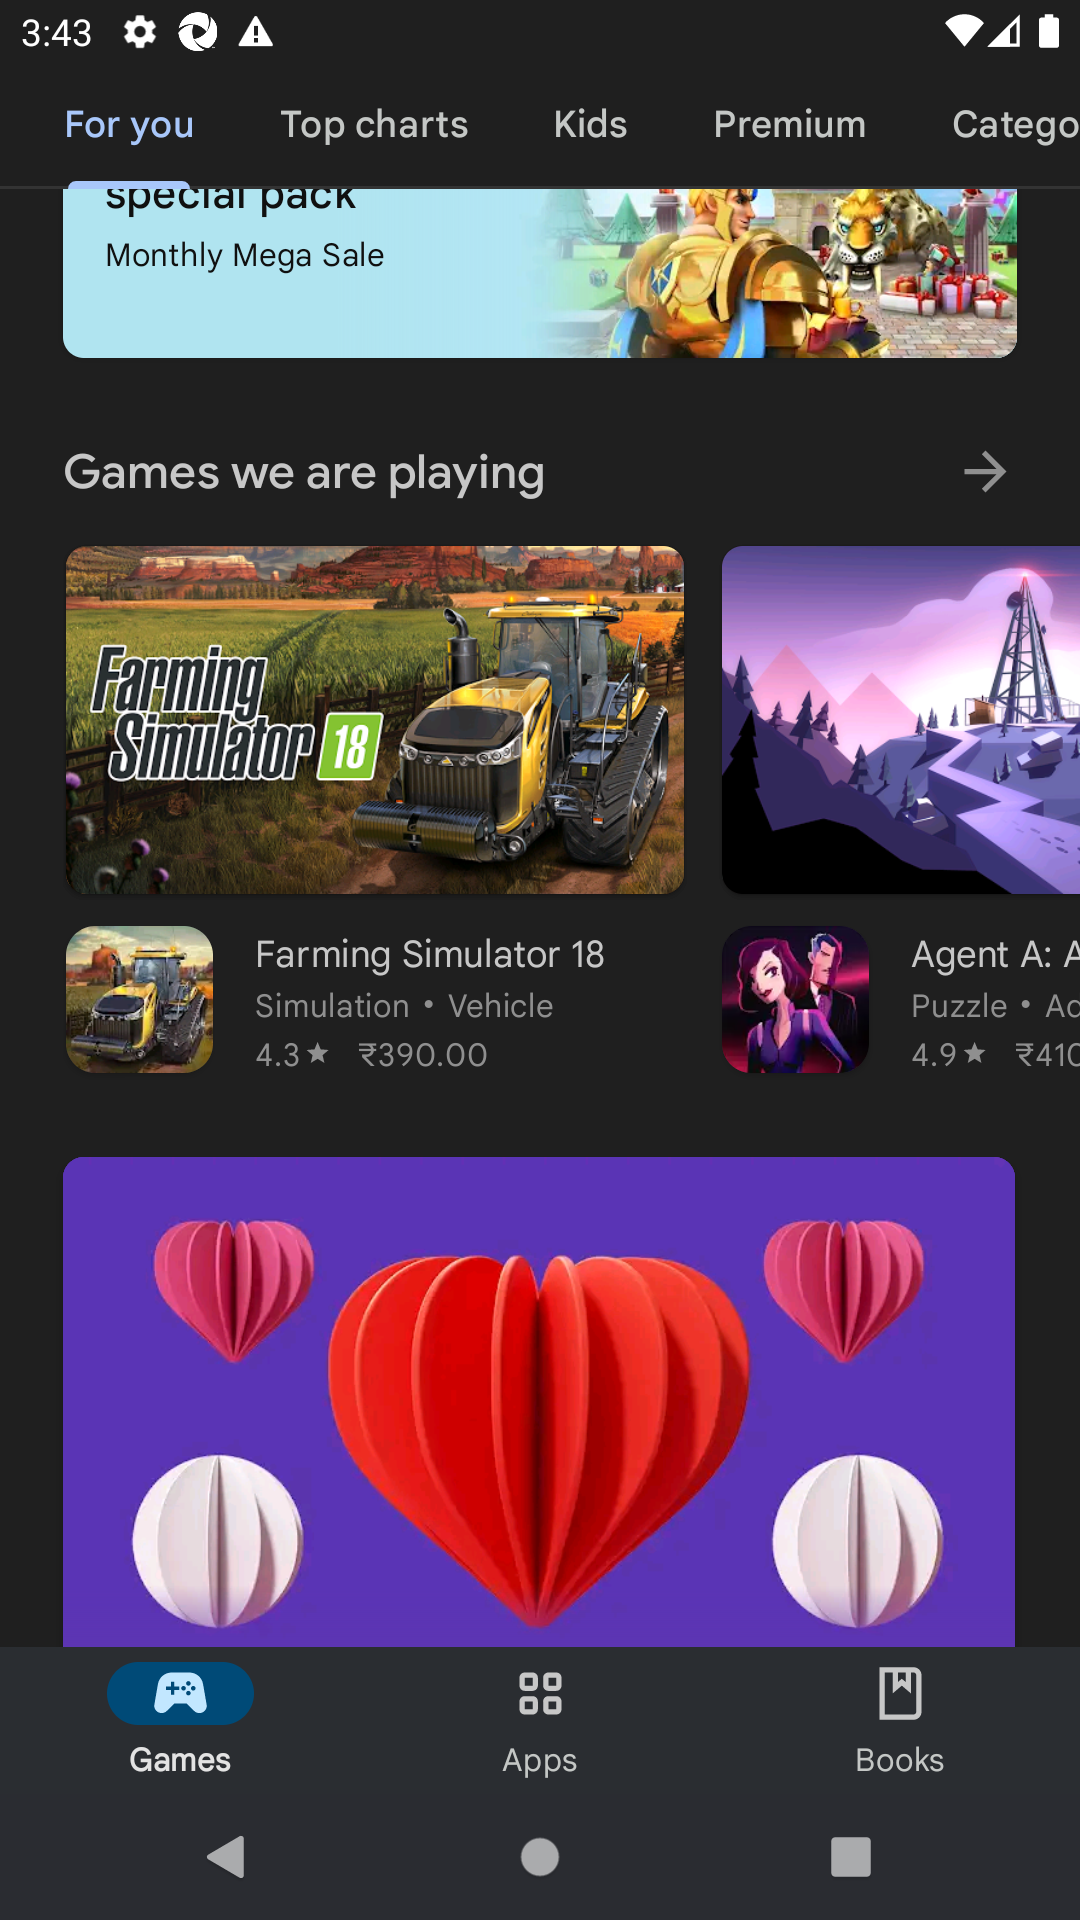 3:43
For you
Top charts
Kids
Premium
Catego
special pack
Monthly Mega Sale
Games we are playing
Farming
Simulator 18
Farming Simulator 18
Simulation • Vehicle
4.3★ ₹390.00
Agent A: A
Puzzle • Ad
4.9★ ₹410
Games
Apps
Books